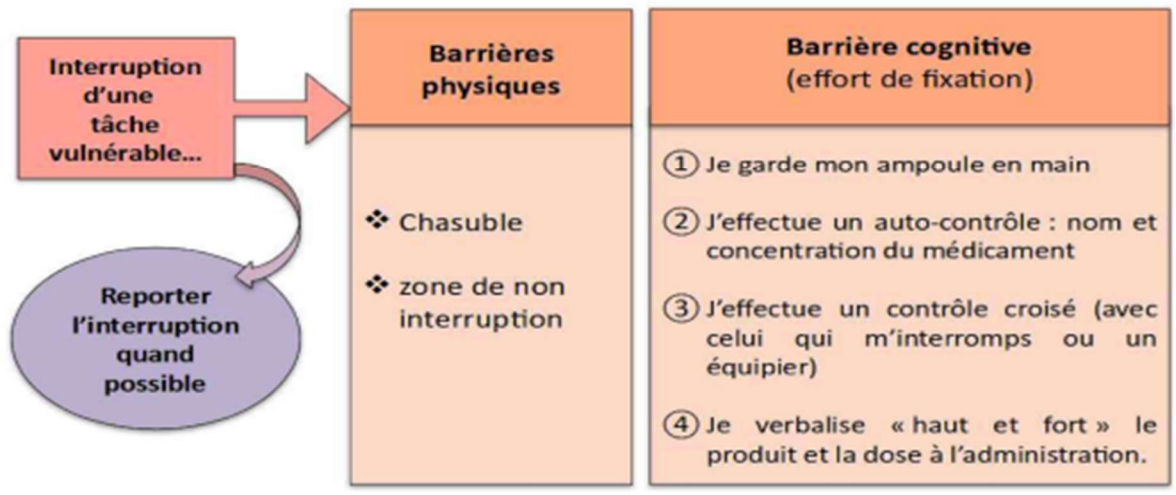 Interruption
d'une
tâche
vulnérable...
Reporter
l'interruption
quand
possible
Barrières
physiques
❖ Chasuble
❖ zone de non
interruption
Barrière cognitive
(effort de fixation)
① Je garde mon ampoule en main
② J'effectue un auto-contrôle : nom et
concentration du médicament
③ J'effectue un contrôle croisé (avec
celui qui m'interromps ou un
équipier)
④ Je verbalise « haut et fort » le
produit et la dose à l'administration.